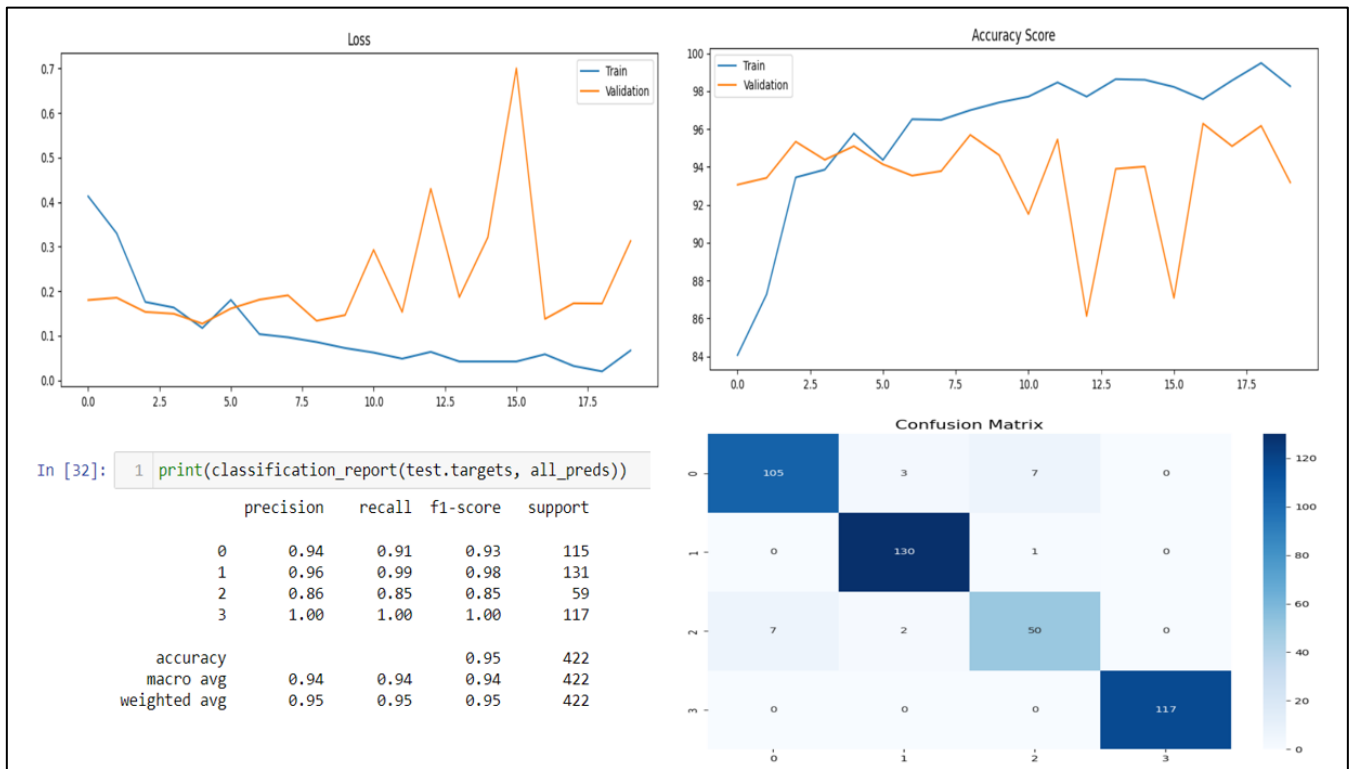 Loss
Train
Validation
0.7
0.6
0.5
0.4
0.3
0.2
0.1
0.0
0.0 2.5 5.0 7.5 10.0 12.5 15.0 17.5
Accuracy Score
Train
Validation
100
98
96
94
92
90
88
86
84
0.0 2.5 5.0 7.5 10.0 12.5 15.0 17.5
In [32]: 1 print(classification_report(test.targets, all_preds))
precision recall f1-score support
0 0.94 0.91 0.93 115
1 0.96 0.99 0.98 131
2 0.86 0.85 0.85 59
3 1.00 1.00 1.00 117
accuracy 0.95 422
macro avg 0.94 0.94 0.94 422
weighted avg 0.95 0.95 0.95 422
Confusion Matrix
0 105 3 7 0
1 0 130 1 0
2 7 2 50 0
3 0 0 0 117
0 1 2 3
120
100
80
60
40
20
0